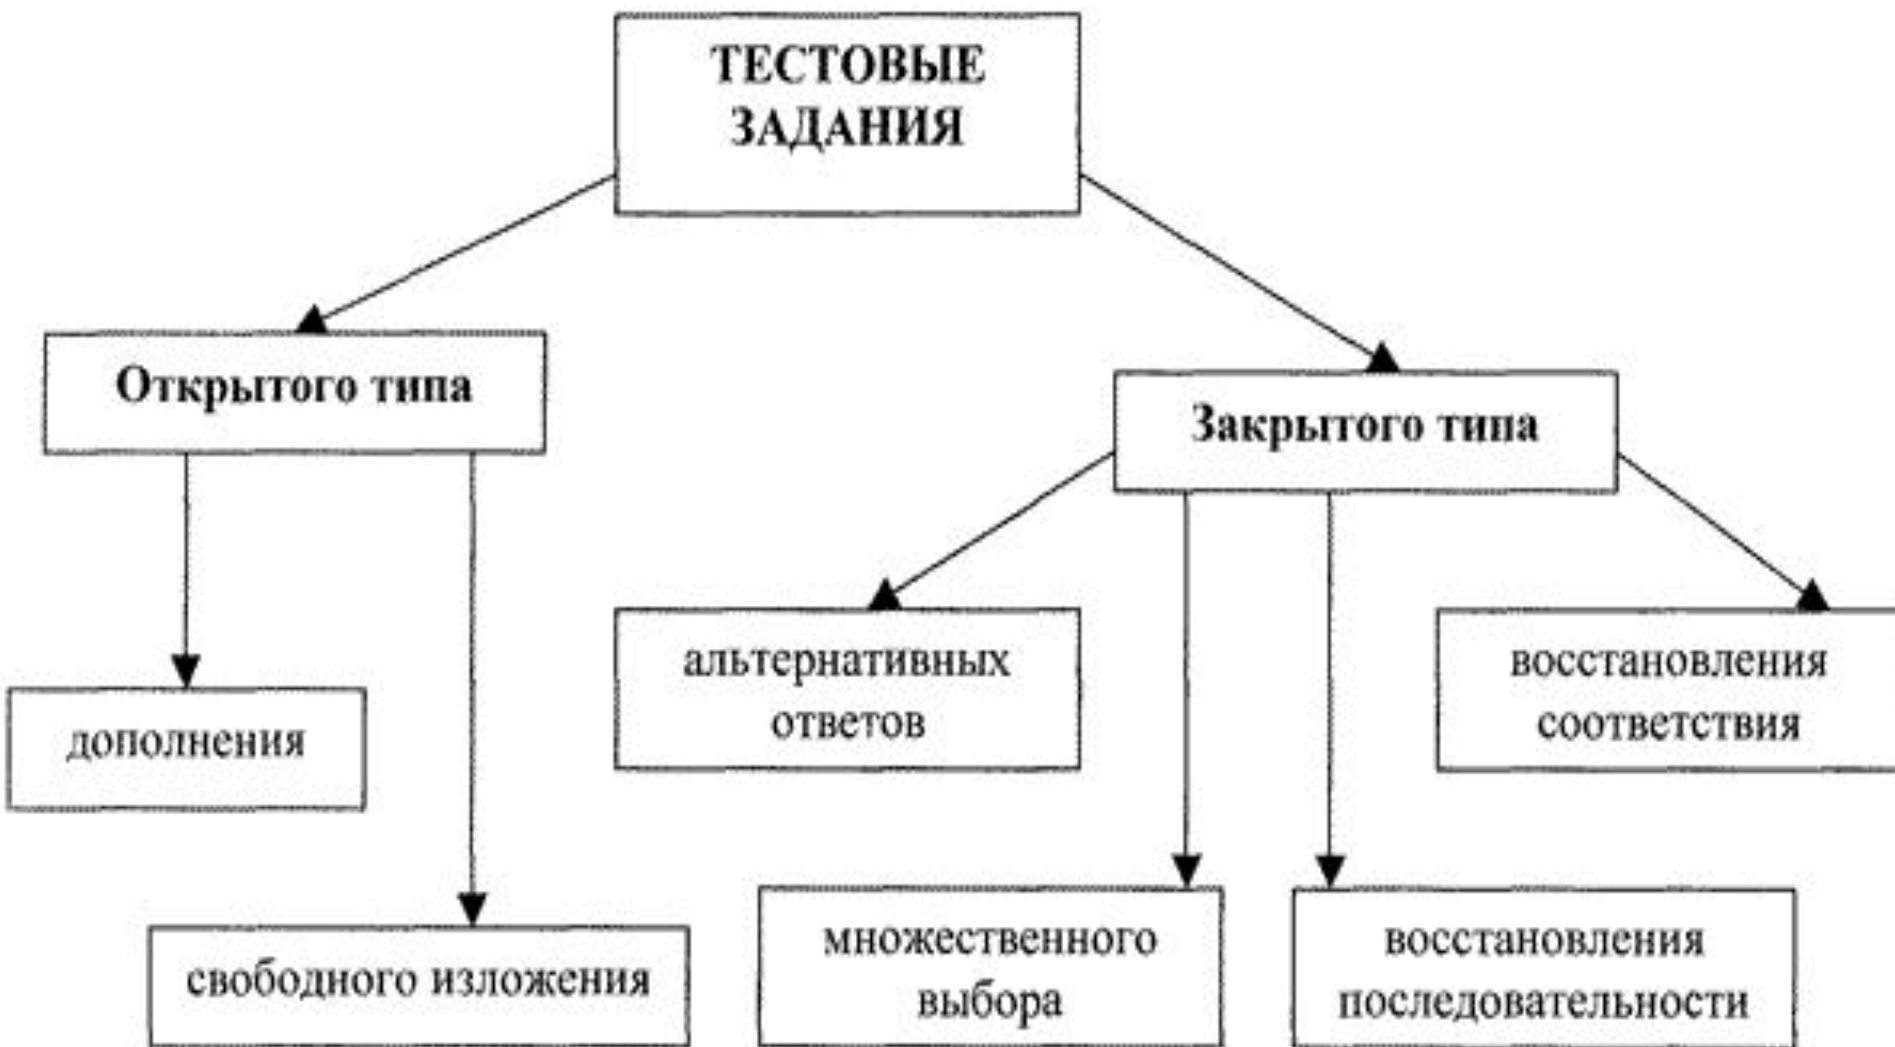 ТЕСТОВЫЕ
ЗАДАНИЯ
Открытого типа
Закрытого типа
альтернативных
ответов
восстановления
соответствия
дополнения
свободного изложения
множественного
выбора
восстановления
последовательности